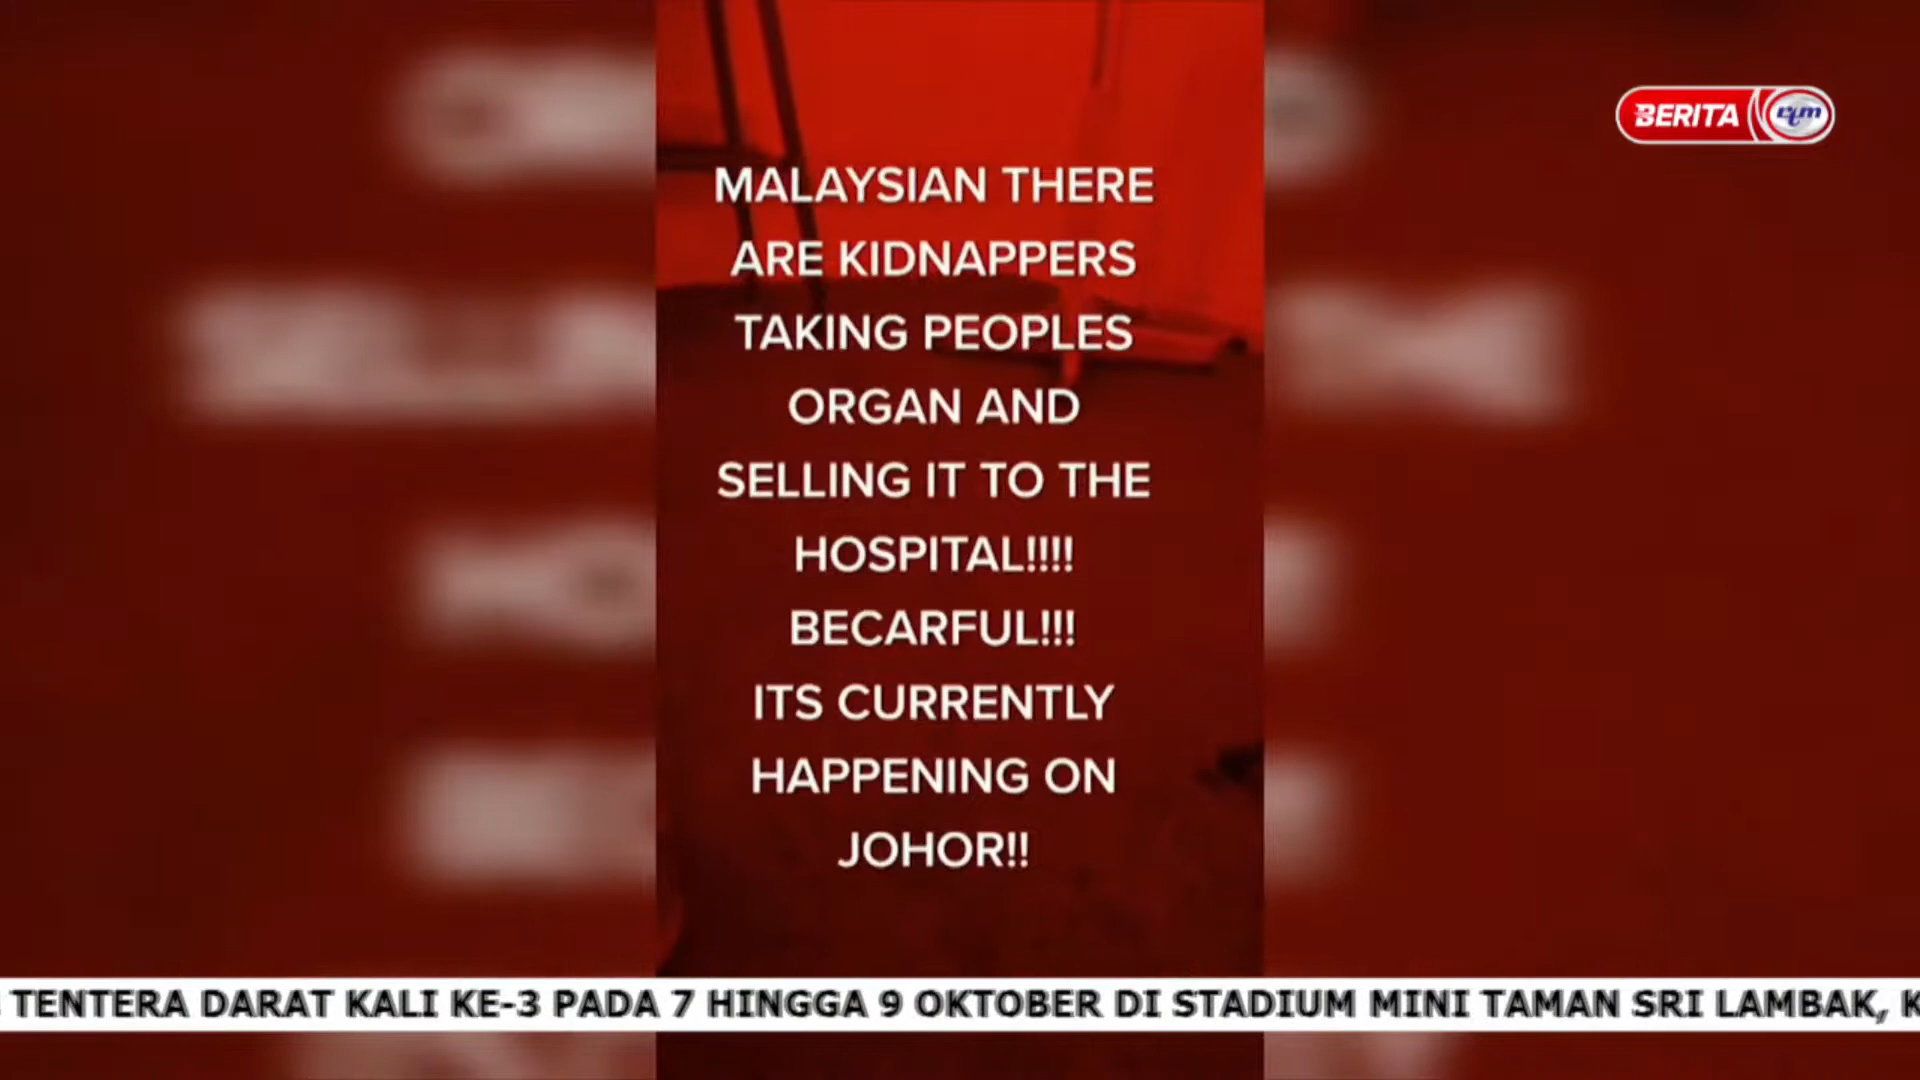 BERITA rtm
MALAYSIAN THERE
ARE KIDNAPPERS
TAKING PEOPLES
ORGAN AND
SELLING IT TO THE
HOSPITAL!!!!
BECARFUL!!!
ITS CURRENTLY
HAPPENING ON
JOHOR!!
TENTERA DARAT KALI KE-3 PADA 7 HINGGA 9 OKTOBER DI STADIUM MINI TAMAN SRI LAMBAK, K